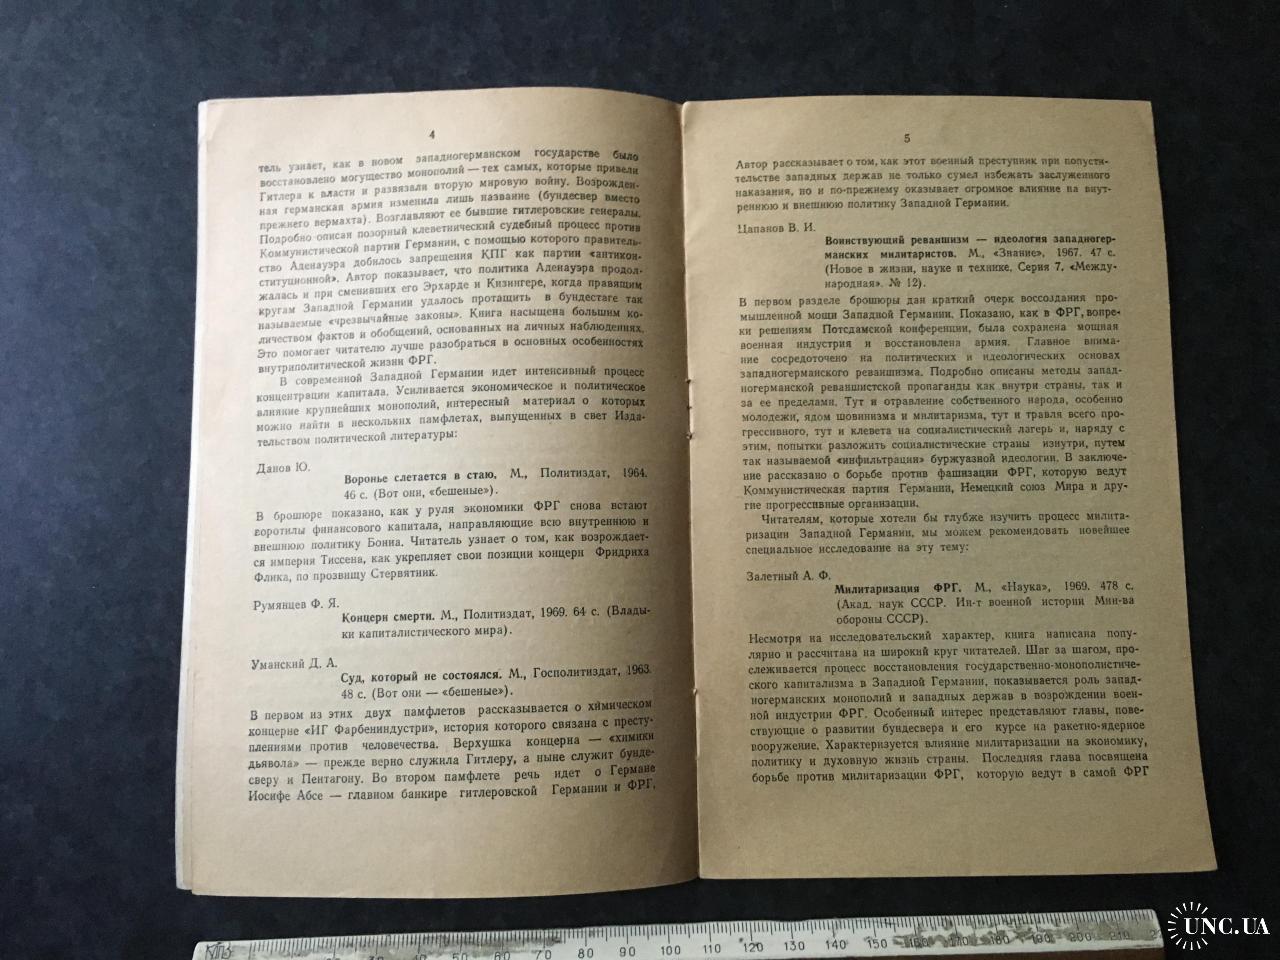 4
тель узнает, как в новом западногерманском государстве было
восстановлено могущество монополий — тех самых, которые привели
Гитлера к власти и развязали вторую мировую войну. Возрожден-
ная германская армия изменила лишь название (бундесвер вместо
прежнего вермахта). Возглавляют ее бывшие гитлеровские генералы.
Подробно описан позорный клеветнический судебный процесс против
Коммунистической партии Германии, с помощью которого правитель-
ство Аденауэра добилось запрещения КПГ как партии «антикон-
ституционной». Автор показывает, что политика Аденауэра продол-
жалась и при сменивших его Эрхарде и Кизингере, когда правящим
кругам Западной Германии удалось протащить в бундестаге так
называемые «чрезвычайные законы». Книга насыщена большим ко-
личеством фактов и обобщений, основанных на личных наблюдениях.
Это помогает читателю лучше разобраться в основных особенностях
внутриполитической жизни ФРГ.
В современной Западной Германии идет интенсивный процесс
концентрации капитала. Усиливается экономическое и политическое
влияние крупнейших монополий, интересный материал о которых
можно найти в нескольких памфлетах, выпущенных в свет Изда-
тельством политической литературы:
Данов Ю.
Воронье слетается в стаю. М., Политиздат, 1964.
46 с. (Вот они, «бешеные»).
В брошюре показано, как у руля экономики ФРГ снова встают
воротилы финансового капитала, направляющие всю внутреннюю и
внешнюю политику Бонна. Читатель узнает о том, как возрождает-
ся империя Тиссена, как укрепляет свои позиции концерн Фридриха
Флика, по прозвищу Стервятник.
Румянцев Ф. Я.
Концерн смерти. М., Политиздат, 1969. 64 с. (Влады-
ки капиталистического мира).
Уманский Д. А.
Суд, который не состоялся. М., Госполитиздат, 1963.
48 с. (Вот они — «бешеные»).
В первом из этих двух памфлетов рассказывается о химическом
концерне «ИГ Фарбениндустри», история которого связана с престу-
плениями против человечества. Верхушка концерна — «химики
дьявола» — прежде верно служила Гитлеру, а ныне служит бунде-
сверу и Пентагону. Во втором памфлете речь идет о Германе
Иосифе Абсе — главном банкире гитлеровской Германии и ФРГ.
5
Автор рассказывает о том, как этот военный преступник при попусти-
тельстве западных держав не только сумел избежать заслуженного
наказания, но и по-прежнему оказывает огромное влияние на внут-
реннюю и внешнюю политику Западной Германии.
Цапанов В. И.
Воинствующий реваншизм — идеология западногер-
манских милитаристов. М., «Знание», 1967. 47 с.
(Новое в жизни, науке и технике. Серия 7. «Между-
народная». № 12).
В первом разделе брошюры дан краткий очерк воссоздания про-
мышленной мощи Западной Германии. Показано, как в ФРГ, вопре-
ки решениям Потсдамской конференции, была сохранена мощная
военная индустрия и восстановлена армия. Главное внима-
ние сосредоточено на политических и идеологических основах
западногерманского реваншизма. Подробно описаны методы запад-
ногерманской реваншистской пропаганды как внутри страны, так и
за ее пределами. Тут и отравление собственного народа, особенно
молодежи, ядом шовинизма и милитаризма, тут и травля всего про-
грессивного, тут и клевета на социалистический лагерь и, наряду с
этим, попытки разложить социалистические страны изнутри, путем
так называемой «инфильтрации» буржуазной идеологии. В заключе-
ние рассказано о борьбе против фашизации ФРГ, которую ведут
Коммунистическая партия Германии, Немецкий союз Мира и дру-
гие прогрессивные организации.
Читателям, которые хотели бы глубже изучить процесс милита-
ризации Западной Германии, мы можем рекомендовать новейшее
специальное исследование на эту тему:
Залетный А. Ф.
Милитаризация ФРГ. М., «Наука», 1969. 478 с.
(Акад. наук СССР. Ин-т военной истории Мин-ва
обороны СССР).
Несмотря на исследовательский характер, книга написана попу-
лярно и рассчитана на широкий круг читателей. Шаг за шагом, про-
слеживается процесс восстановления государственно-монополистиче-
ского капитализма в Западной Германии, показывается роль запад-
ногерманских монополий и западных держав в возрождении воен-
ной индустрии ФРГ. Особенный интерес представляют главы, пове-
ствующие о развитии бундесвера и его курсе на ракетно-ядерное
вооружение. Характеризуется влияние милитаризации на экономику,
политику и духовную жизнь страны. Последняя глава посвящена
борьбе против милитаризации ФРГ, которую ведут в самой ФРГ
40 50 60 70 80 90 100 110 120 130 140 150 160 170 180 190 200 210
UNC.UA